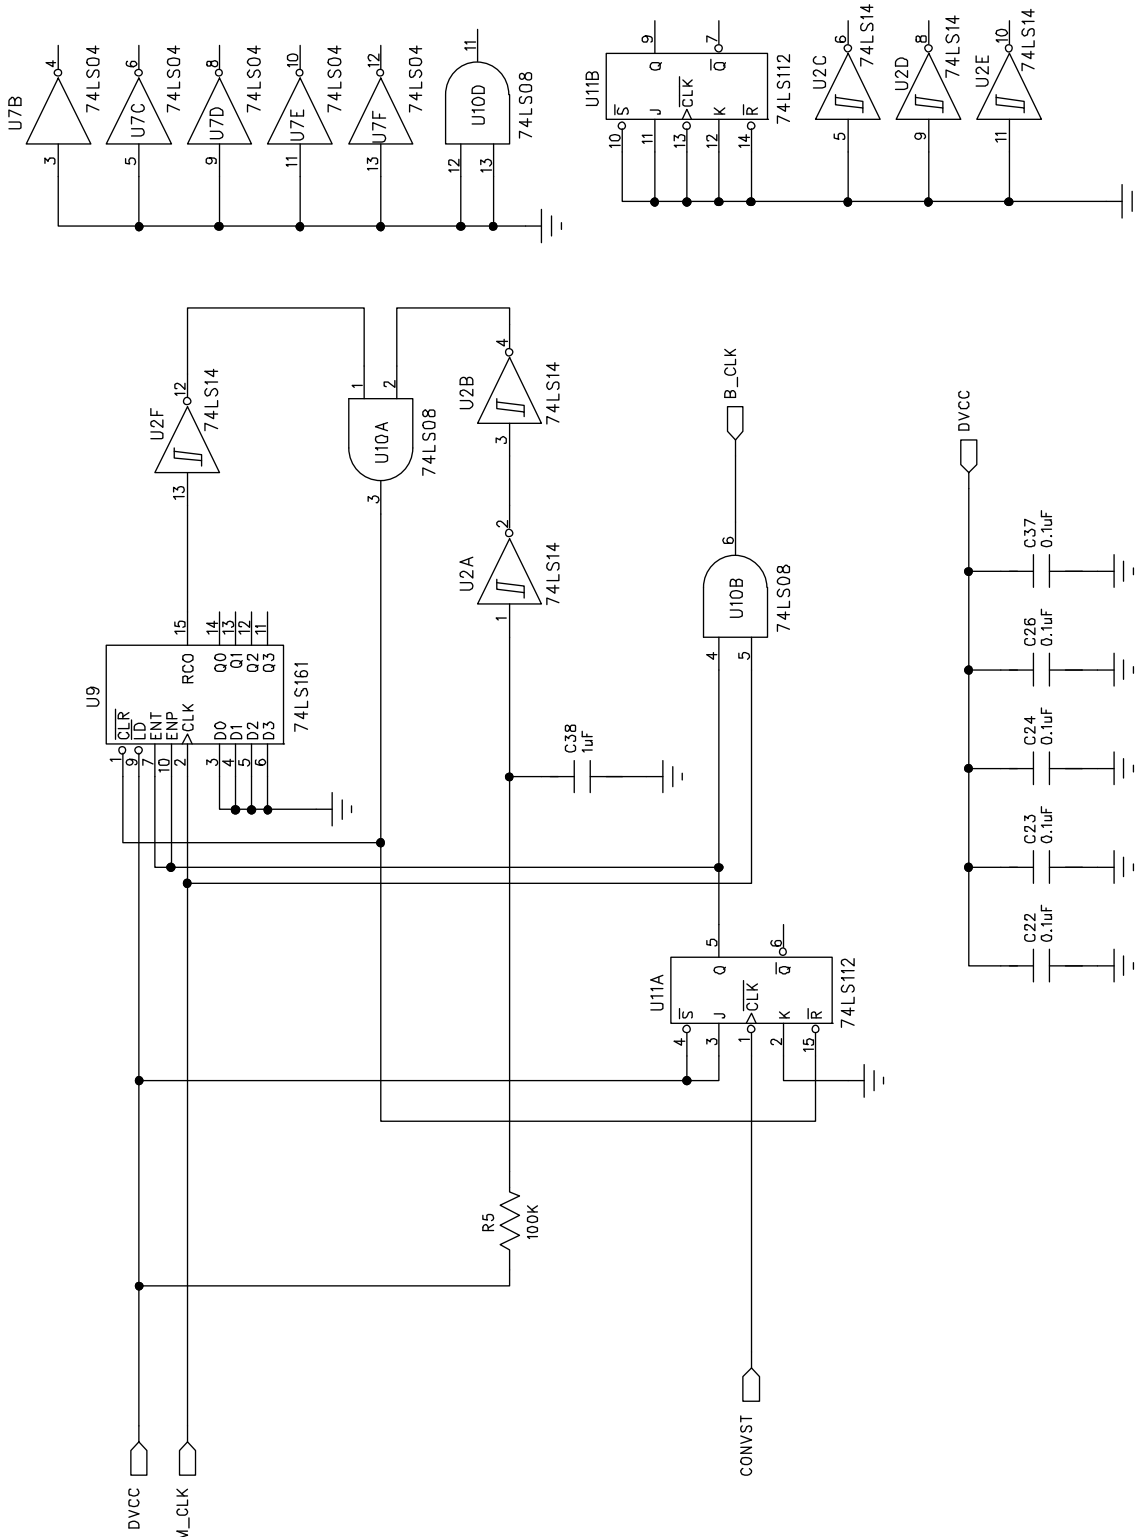 U7B
4
3
74LS04
U7C
6
5
74LS04
U7D
8
9
74LS04
U7E
10
11
74LS04
U7F
12
13
74LS04
U10D
11
12
13
74LS08
U11B
9
7
Q
Q
S
J
CLK
K
R
10
11
13
12
14
74LS112
U2C
6
5
74LS14
U2D
8
9
74LS14
U2E
10
11
74LS14
U2F
12
13
74LS14
1
2
U10A
3
74LS08
U2B
4
3
74LS14
U2A
2
1
74LS14
U9
15
14
13
12
11
RCO
Q0
Q1
Q2
Q3
CLR
LD
ENT
ENP
CLK
D0
D1
D2
D3
1
9
7
10
2
3
4
5
6
74LS161
C38
1uF
B_CLK
6
U10B
4
5
74LS08
U11A
5
6
Q
Q
S
J
CLK
K
R
4
3
1
2
15
74LS112
R5
100K
DVCC
M_CLK
CONVST
DVCC
C37
0.1uF
C26
0.1uF
C24
0.1uF
C23
0.1uF
C22
0.1uF